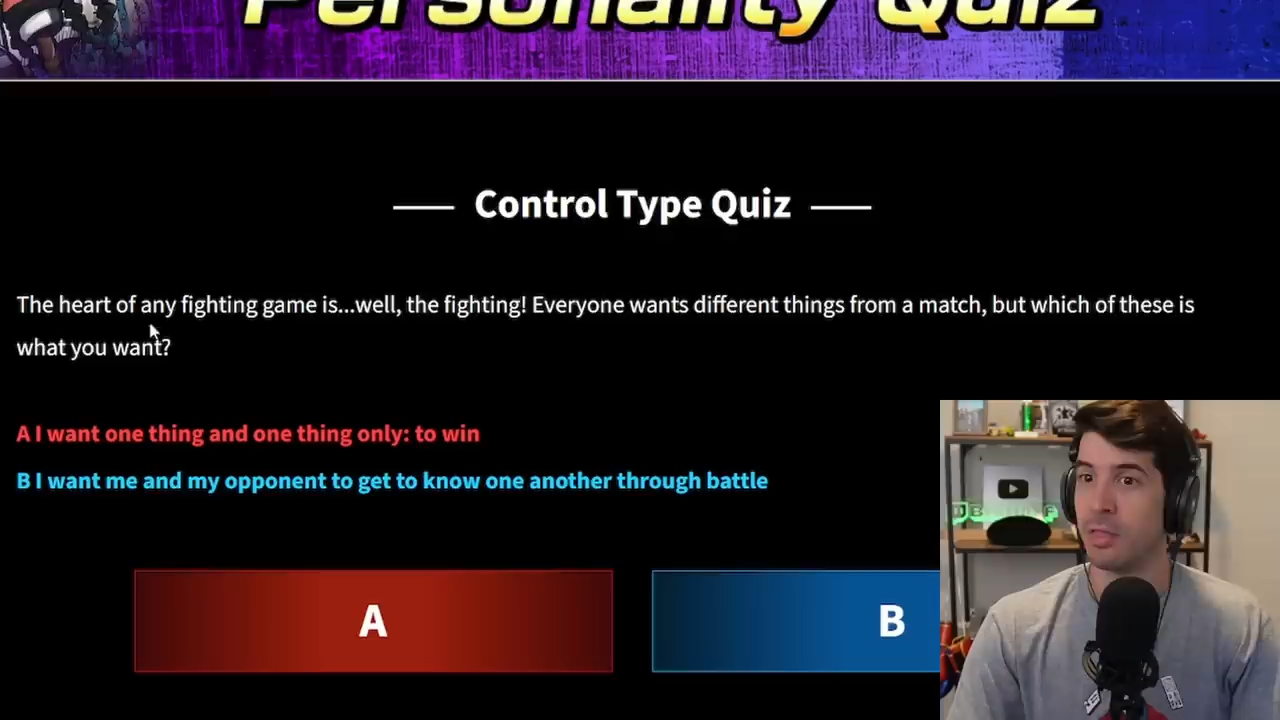 Personality Quiz
Control Type Quiz
The heart of any fighting game is...well, the fighting! Everyone wants different things from a match, but which of these is
what you want?
A I want one thing and one thing only: to win
B I want me and my opponent to get to know one another through battle
A
B